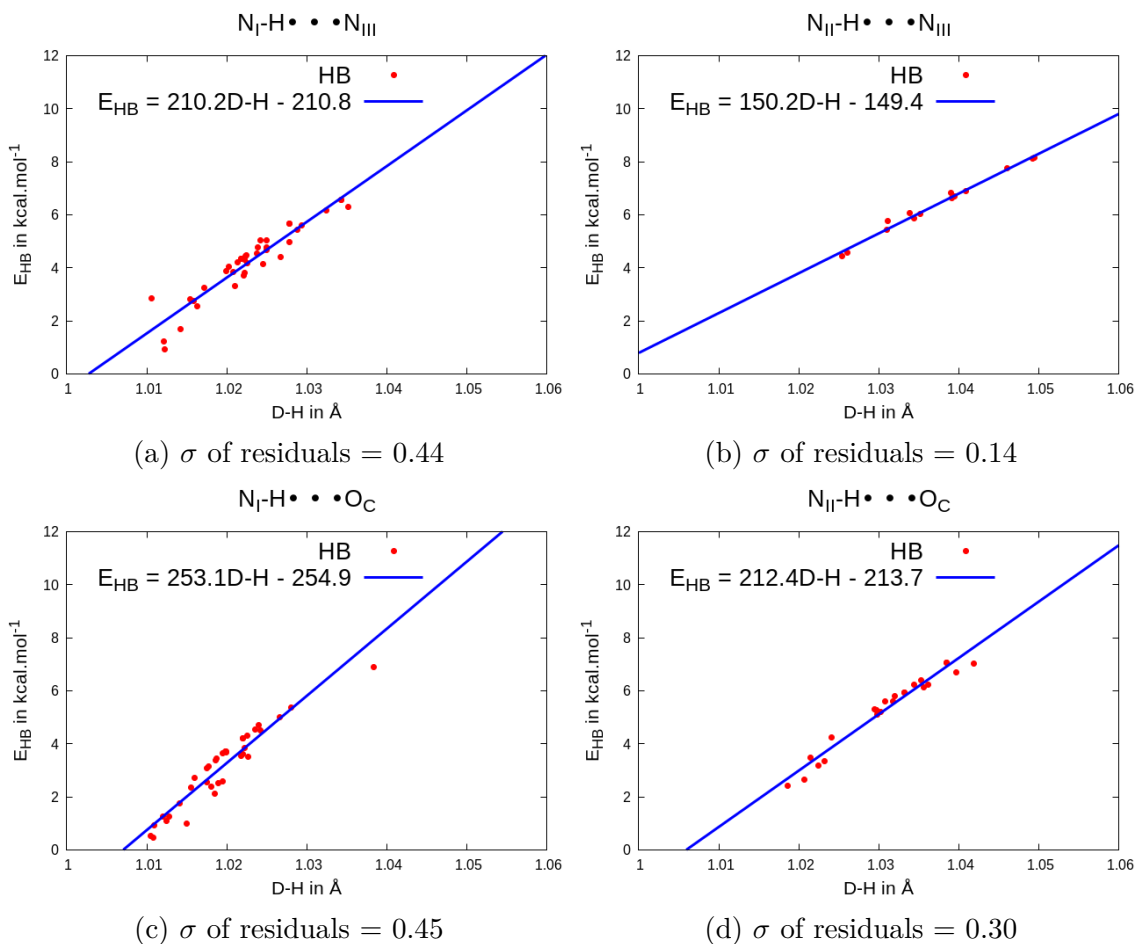 N_I-H • • • N_III
E_HB in kcal.mol^-1
12
10
8
6
4
2
0
HB
E_HB = 210.2D-H - 210.8
1 1.01 1.02 1.03 1.04 1.05 1.06
D-H in Å
(a) σ of residuals = 0.44
N_II-H • • • N_III
E_HB in kcal.mol^-1
12
10
8
6
4
2
0
HB
E_HB = 150.2D-H - 149.4
1 1.01 1.02 1.03 1.04 1.05 1.06
D-H in Å
(b) σ of residuals = 0.14
N_I-H • • • O_C
E_HB in kcal.mol^-1
12
10
8
6
4
2
0
HB
E_HB = 253.1D-H - 254.9
1 1.01 1.02 1.03 1.04 1.05 1.06
D-H in Å
(c) σ of residuals = 0.45
N_II-H • • • O_C
E_HB in kcal.mol^-1
12
10
8
6
4
2
0
HB
E_HB = 212.4D-H - 213.7
1 1.01 1.02 1.03 1.04 1.05 1.06
D-H in Å
(d) σ of residuals = 0.30